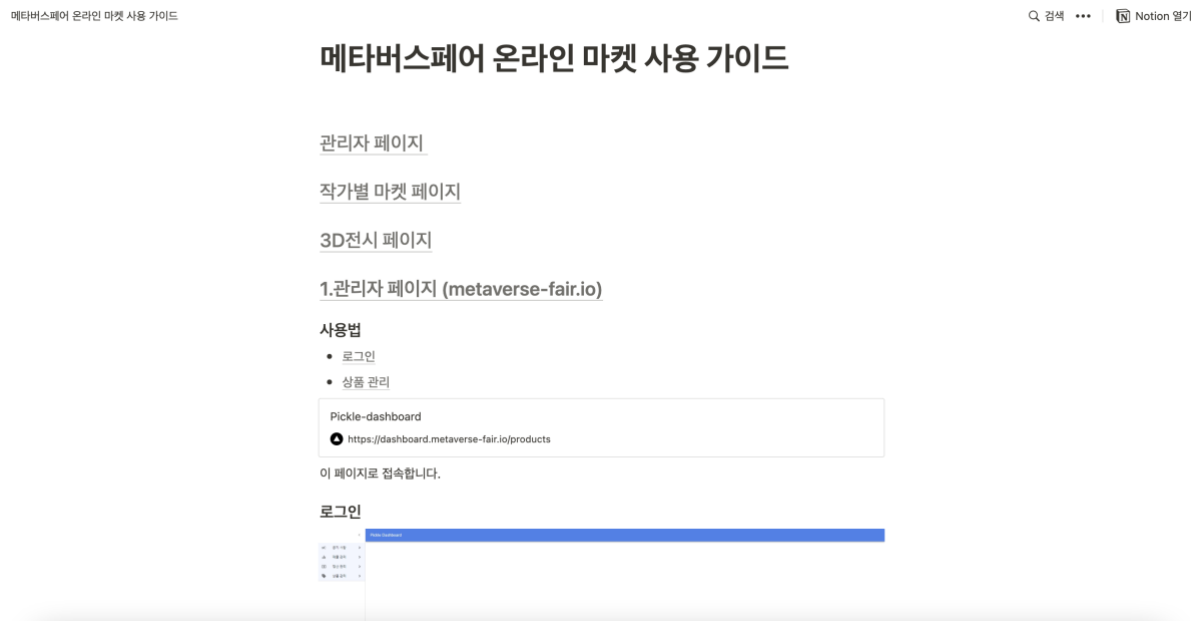 메타버스페어 온라인 마켓 사용 가이드
검색
Notion 열기
메타버스페어 온라인 마켓 사용 가이드
관리자 페이지
작가별 마켓 페이지
3D전시 페이지
1.관리자 페이지 (metaverse-fair.io)
사용법
로그인
상품 관리
Pickle-dashboard
https://dashboard.metaverse-fair.io/products
이 페이지로 접속합니다.
로그인
Pickle-dashboard